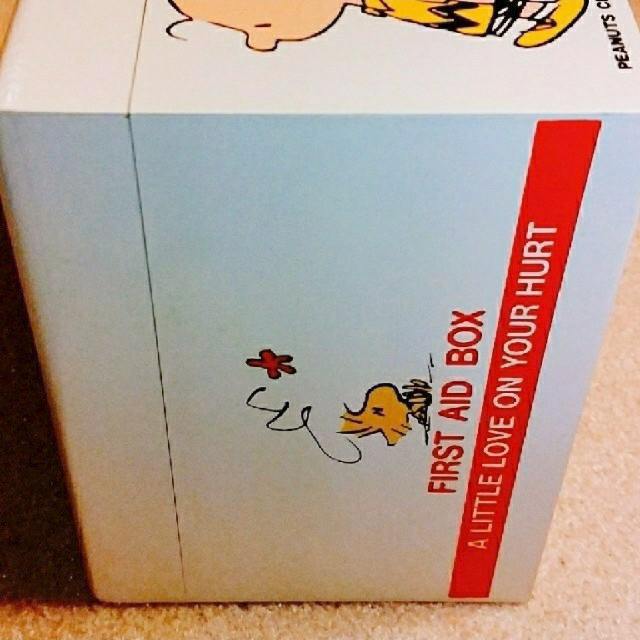 PEANUTS
FIRST AID BOX
A LITTLE LOVE ON YOUR HURT